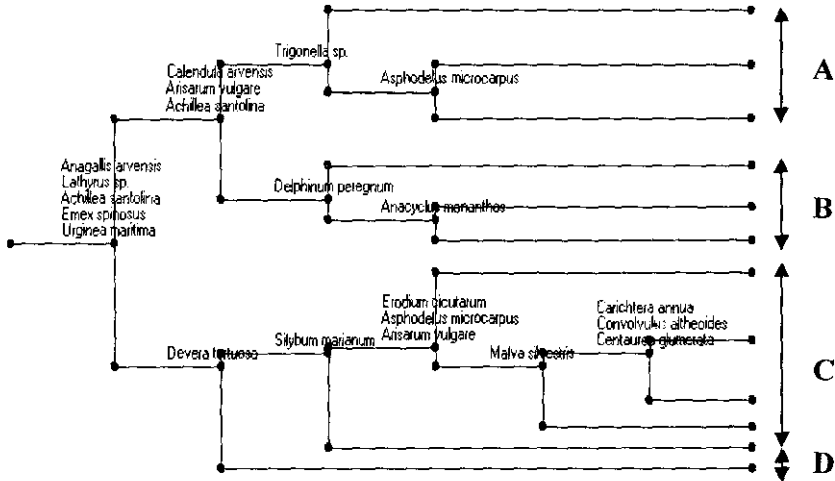 Trigonella sp.
Calendula arvensis
Arisarum vulgare
Achillea santolina
Asphodelus microcarpus
A
Anagallis arvensis
Lathyrus sp.
Achillea santolina
Emex spinosus
Urginea maritima
Delphinum peregnum
Anacyclus monanthos
B
Erodium cicutarum
Asphodelus microcarpus
Arisarum vulgare
Carichtera annua
Convolvulus altheoides
Centaurea glumerata
Devera tortuosa
Silybum marianum
Malva silvestris
C
D